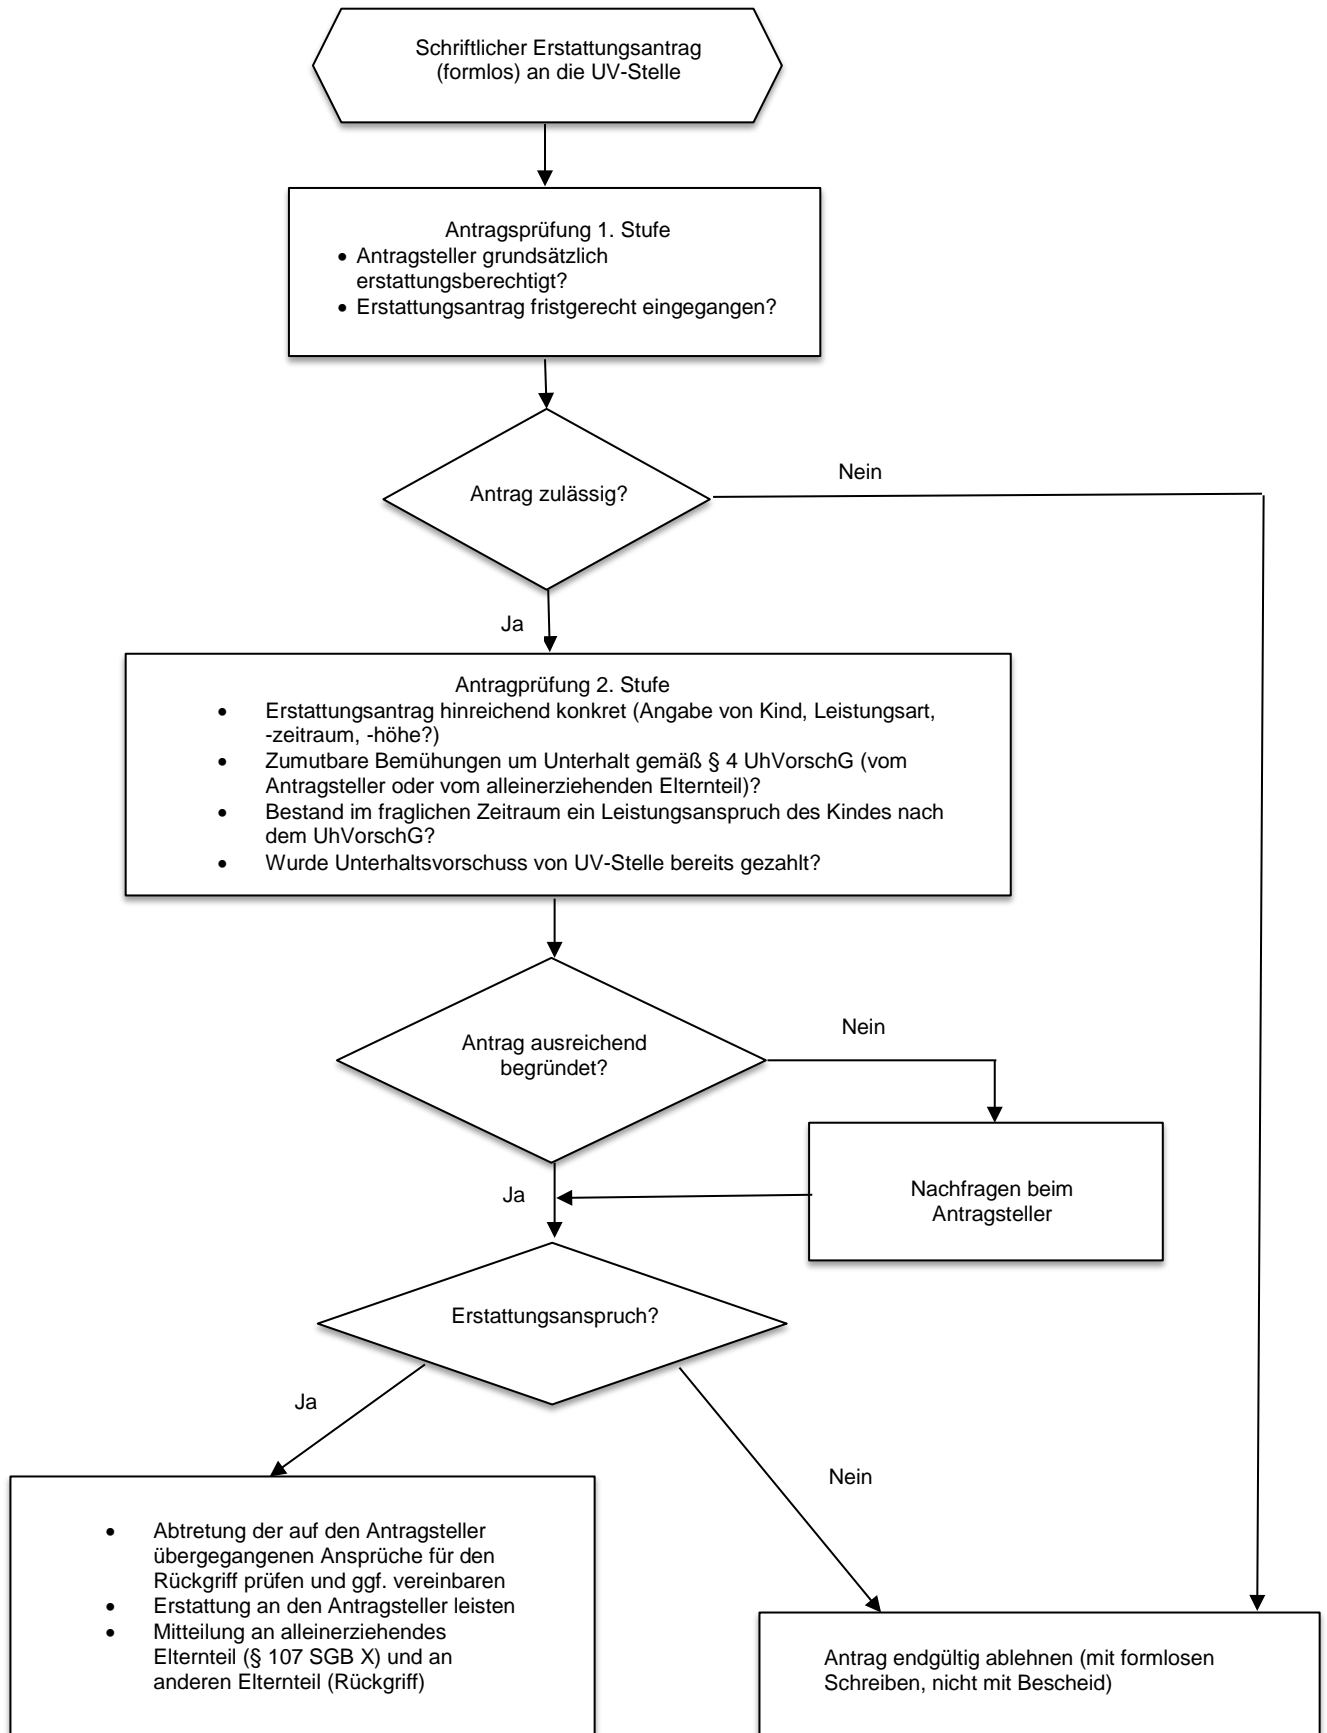 Schriftlicher Erstattungsantrag
(formlos) an die UV-Stelle
Antragsprüfung 1. Stufe
• Antragsteller grundsätzlich
erstattungsberechtigt?
• Erstattungsantrag fristgerecht eingegangen?
Antrag zulässig?
Nein
Ja
Antragprüfung 2. Stufe
• Erstattungsantrag hinreichend konkret (Angabe von Kind, Leistungsart,
-zeitraum, -höhe?)
• Zumutbare Bemühungen um Unterhalt gemäß § 4 UhVorschG (vom
Antragsteller oder vom alleinerziehenden Elternteil)?
• Bestand im fraglichen Zeitraum ein Leistungsanspruch des Kindes nach
dem UhVorschG?
• Wurde Unterhaltsvorschuss von UV-Stelle bereits gezahlt?
Antrag ausreichend
begründet?
Nein
Ja
Nachfragen beim
Antragsteller
Erstattungsanspruch?
Ja
Nein
• Abtretung der auf den Antragsteller
übergegangenen Ansprüche für den
Rückgriff prüfen und ggf. vereinbaren
• Erstattung an den Antragsteller leisten
• Mitteilung an alleinerziehendes
Elternteil (§ 107 SGB X) und an
anderen Elternteil (Rückgriff)
Antrag endgültig ablehnen (mit formlosen
Schreiben, nicht mit Bescheid)